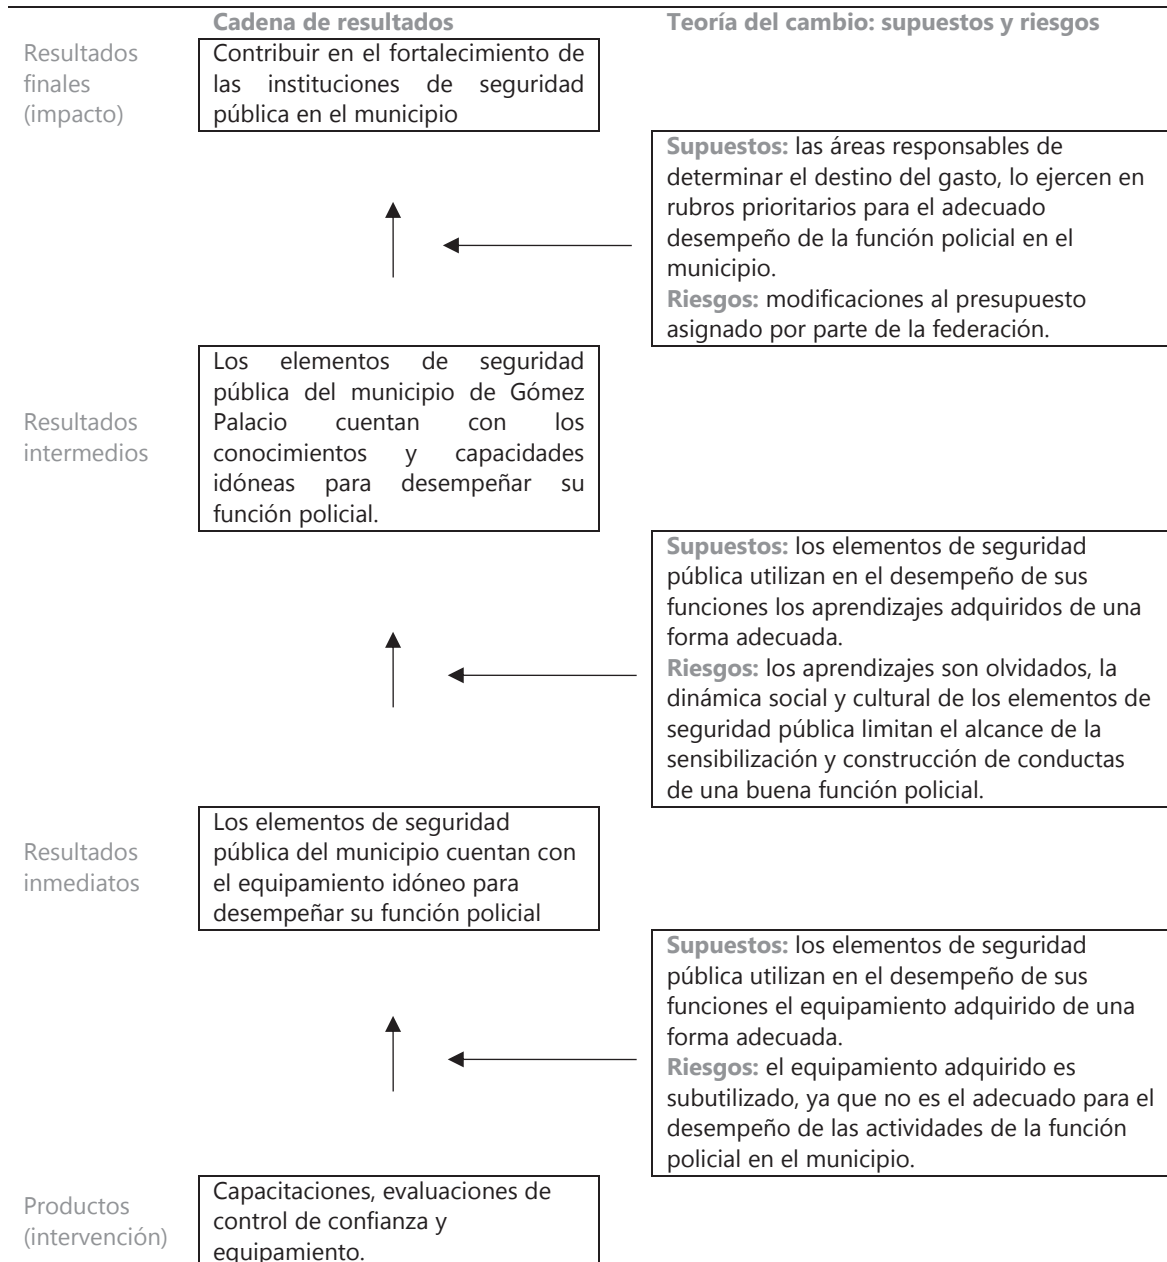 Cadena de resultados
Teoría del cambio: supuestos y riesgos
Resultados
finales
(impacto)
Contribuir en el fortalecimiento de
las instituciones de seguridad
pública en el municipio
Supuestos: las áreas responsables de
determinar el destino del gasto, lo ejercen en
rubros prioritarios para el adecuado
desempeño de la función policial en el
municipio.
Riesgos: modificaciones al presupuesto
asignado por parte de la federación.
Resultados
intermedios
Los elementos de seguridad
pública del municipio de Gómez
Palacio cuentan con los
conocimientos y capacidades
idóneas para desempeñar su
función policial.
Supuestos: los elementos de seguridad
pública utilizan en el desempeño de sus
funciones los aprendizajes adquiridos de una
forma adecuada.
Riesgos: los aprendizajes son olvidados, la
dinámica social y cultural de los elementos de
seguridad pública limitan el alcance de la
sensibilización y construcción de conductas
de una buena función policial.
Resultados
inmediatos
Los elementos de seguridad
pública del municipio cuentan con
el equipamiento idóneo para
desempeñar su función policial
Supuestos: los elementos de seguridad
pública utilizan en el desempeño de sus
funciones el equipamiento adquirido de una
forma adecuada.
Riesgos: el equipamiento adquirido es
subutilizado, ya que no es el adecuado para el
desempeño de las actividades de la función
policial en el municipio.
Productos
(intervención)
Capacitaciones, evaluaciones de
control de confianza y
equipamiento.